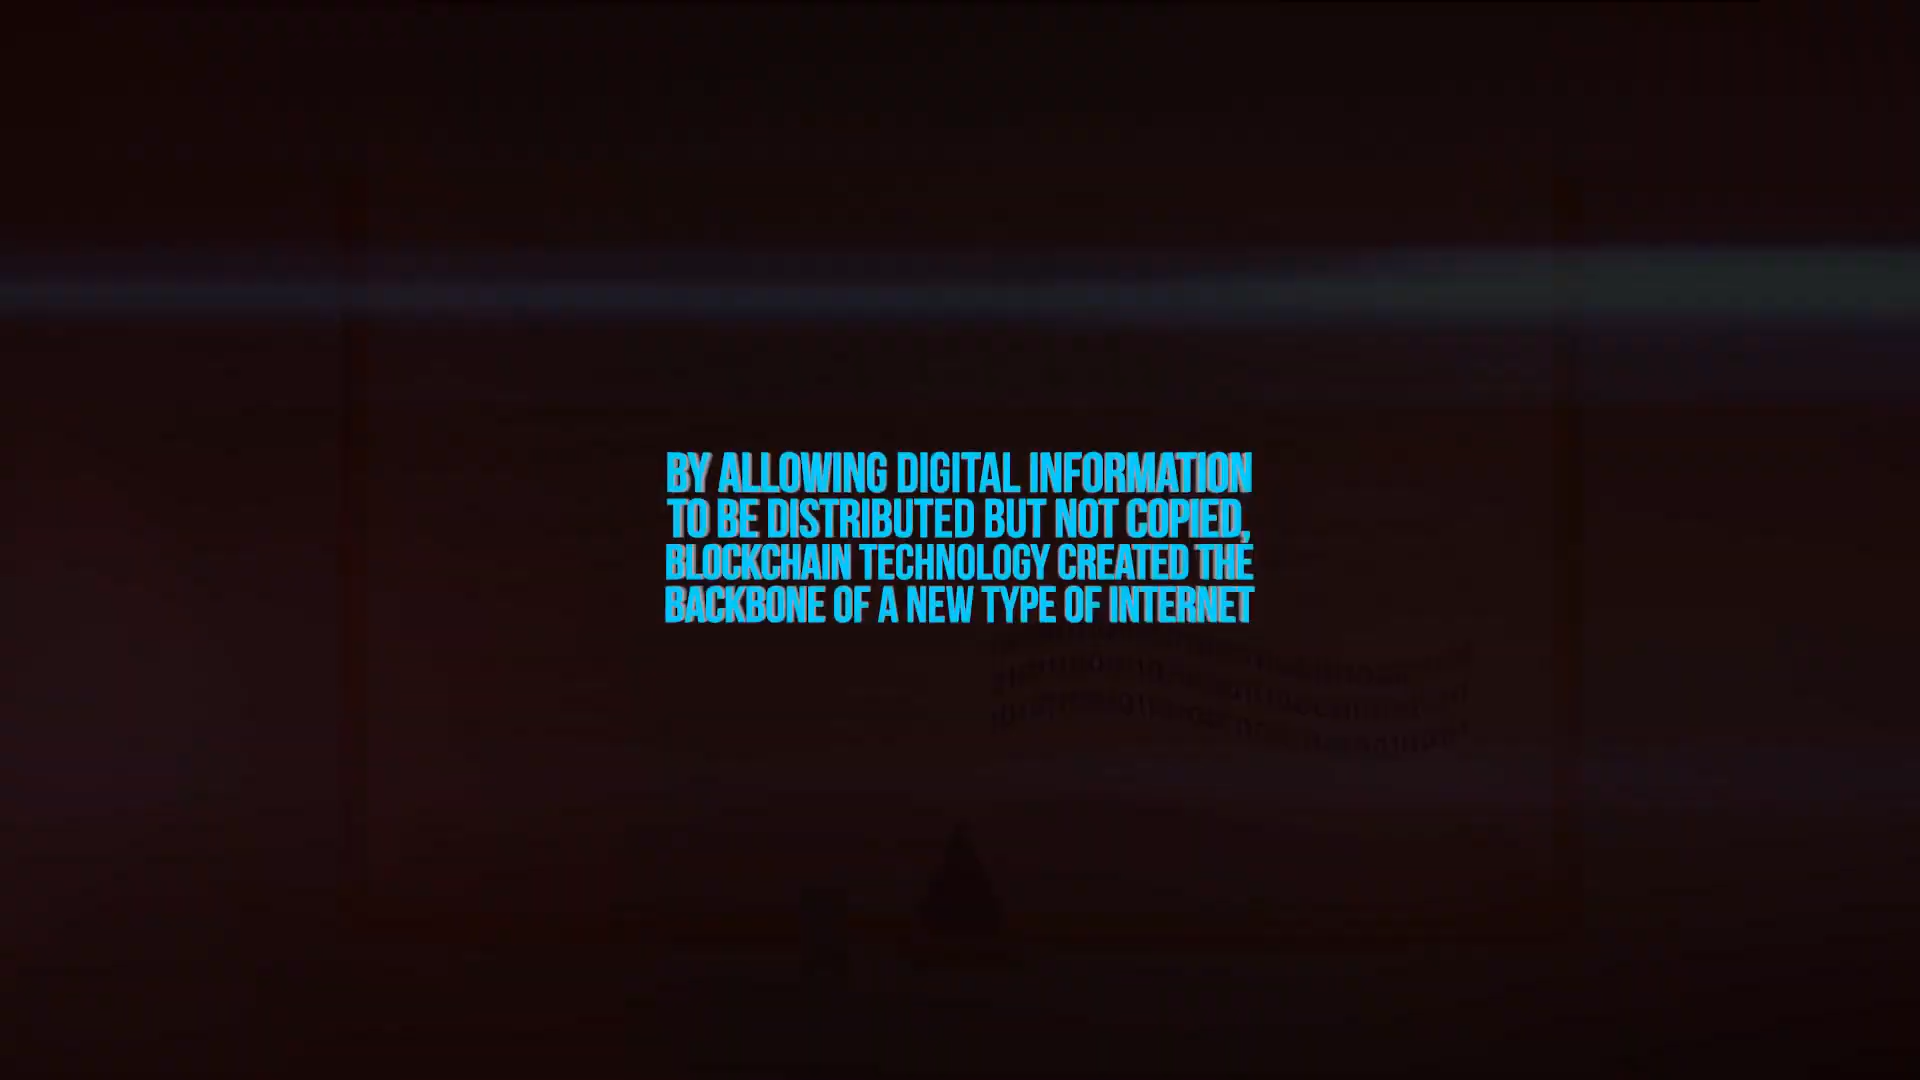 BY ALLOWING DIGITAL INFORMATION
TO BE DISTRIBUTED BUT NOT COPIED,
BLOCKCHAIN TECHNOLOGY CREATED THE
BACKBONE OF A NEW TYPE OF INTERNET